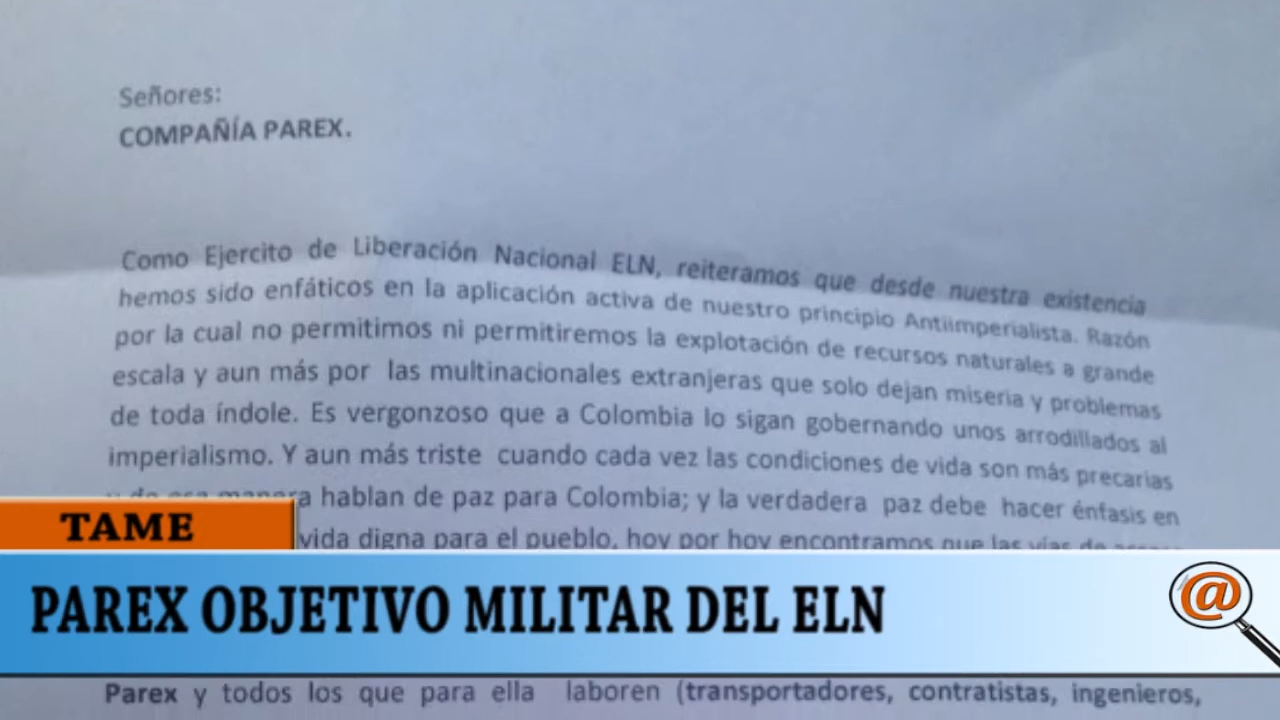 Señores:
COMPAÑÍA PAREX.
Como Ejercito de Liberación Nacional ELN, reiteramos que desde nuestra existencia
hemos sido enfáticos en la aplicación activa de nuestro principio Antiimperialista. Razón
por la cual no permitimos ni permitiremos la explotación de recursos naturales a grande
escala y aun más por las multinacionales extranjeras que solo dejan miseria y problemas
de toda índole. Es vergonzoso que a Colombia lo sigan gobernando unos arrodillados al
imperialismo. Y aun más triste cuando cada vez las condiciones de vida son más precarias
hablan de paz para Colombia; y la verdadera paz debe hacer énfasis en
vida digna para el pueblo, hoy por hoy encontramos que las vías de
TAME
PAREX OBJETIVO MILITAR DEL ELN
@
Parex y todos los que para ella laboren (transportadores, contratistas, ingenieros,